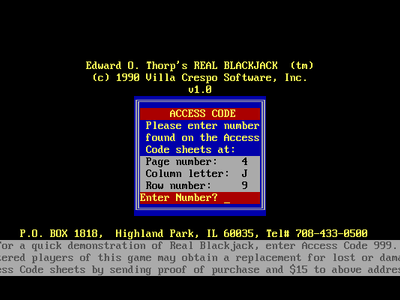 Edward O. Thorp's REAL BLACKJACK (tm)
(c) 1990 Villa Crespo Software, Inc.
v1.0
ACCESS CODE
Please enter number
found on the Access
Code sheets at:
Page number: 4
Column letter: J
Row number: 9
Enter Number? _
P.O. BOX 1818, Highland Park, IL 60035, Tel# 708-433-0500
For a quick demonstration of Real Blackjack, enter Access Code 999.
tered players of this game may obtain a replacement for lost or dama
ess Code sheets by sending proof of purchase and $15 to above addres